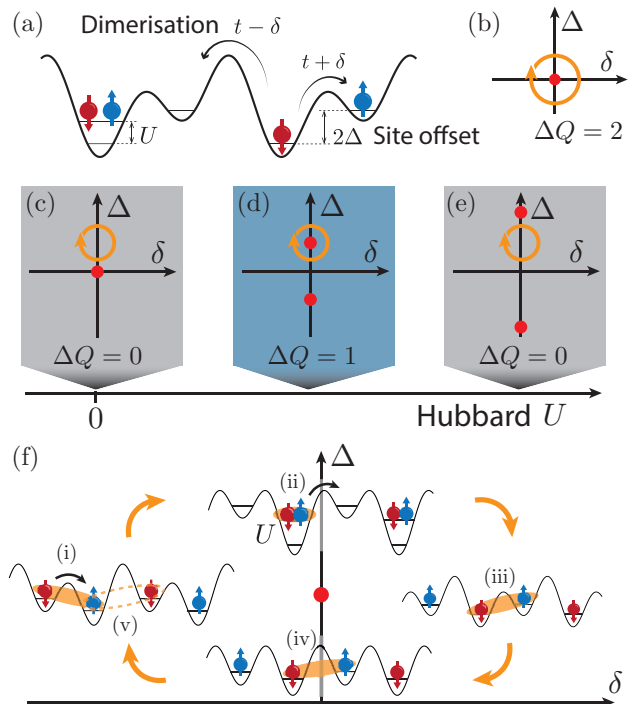 (a)
Dimerisation
t − δ
t + δ
U
2Δ
Site offset
(b)
Δ
δ
ΔQ = 2
(c)
Δ
δ
ΔQ = 0
(d)
Δ
δ
ΔQ = 1
(e)
Δ
δ
ΔQ = 0
0
Hubbard U
(f)
Δ
(ii)
U
(i)
(v)
(iii)
(iv)
δ